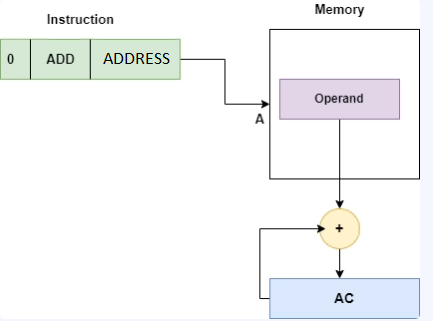 Instruction
Memory
0 ADD ADDRESS
Operand
A
+
AC